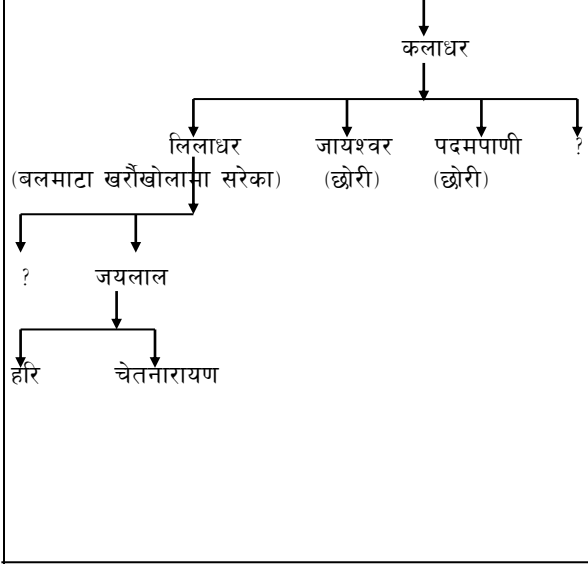 कलाधर
लिलाधर जायश्वर पदमपाणी ?
(बलमाटा खर्रौखोलामा सरेका) (छोरी) (छोरी)
? जयलाल
हरि चेतनारायण